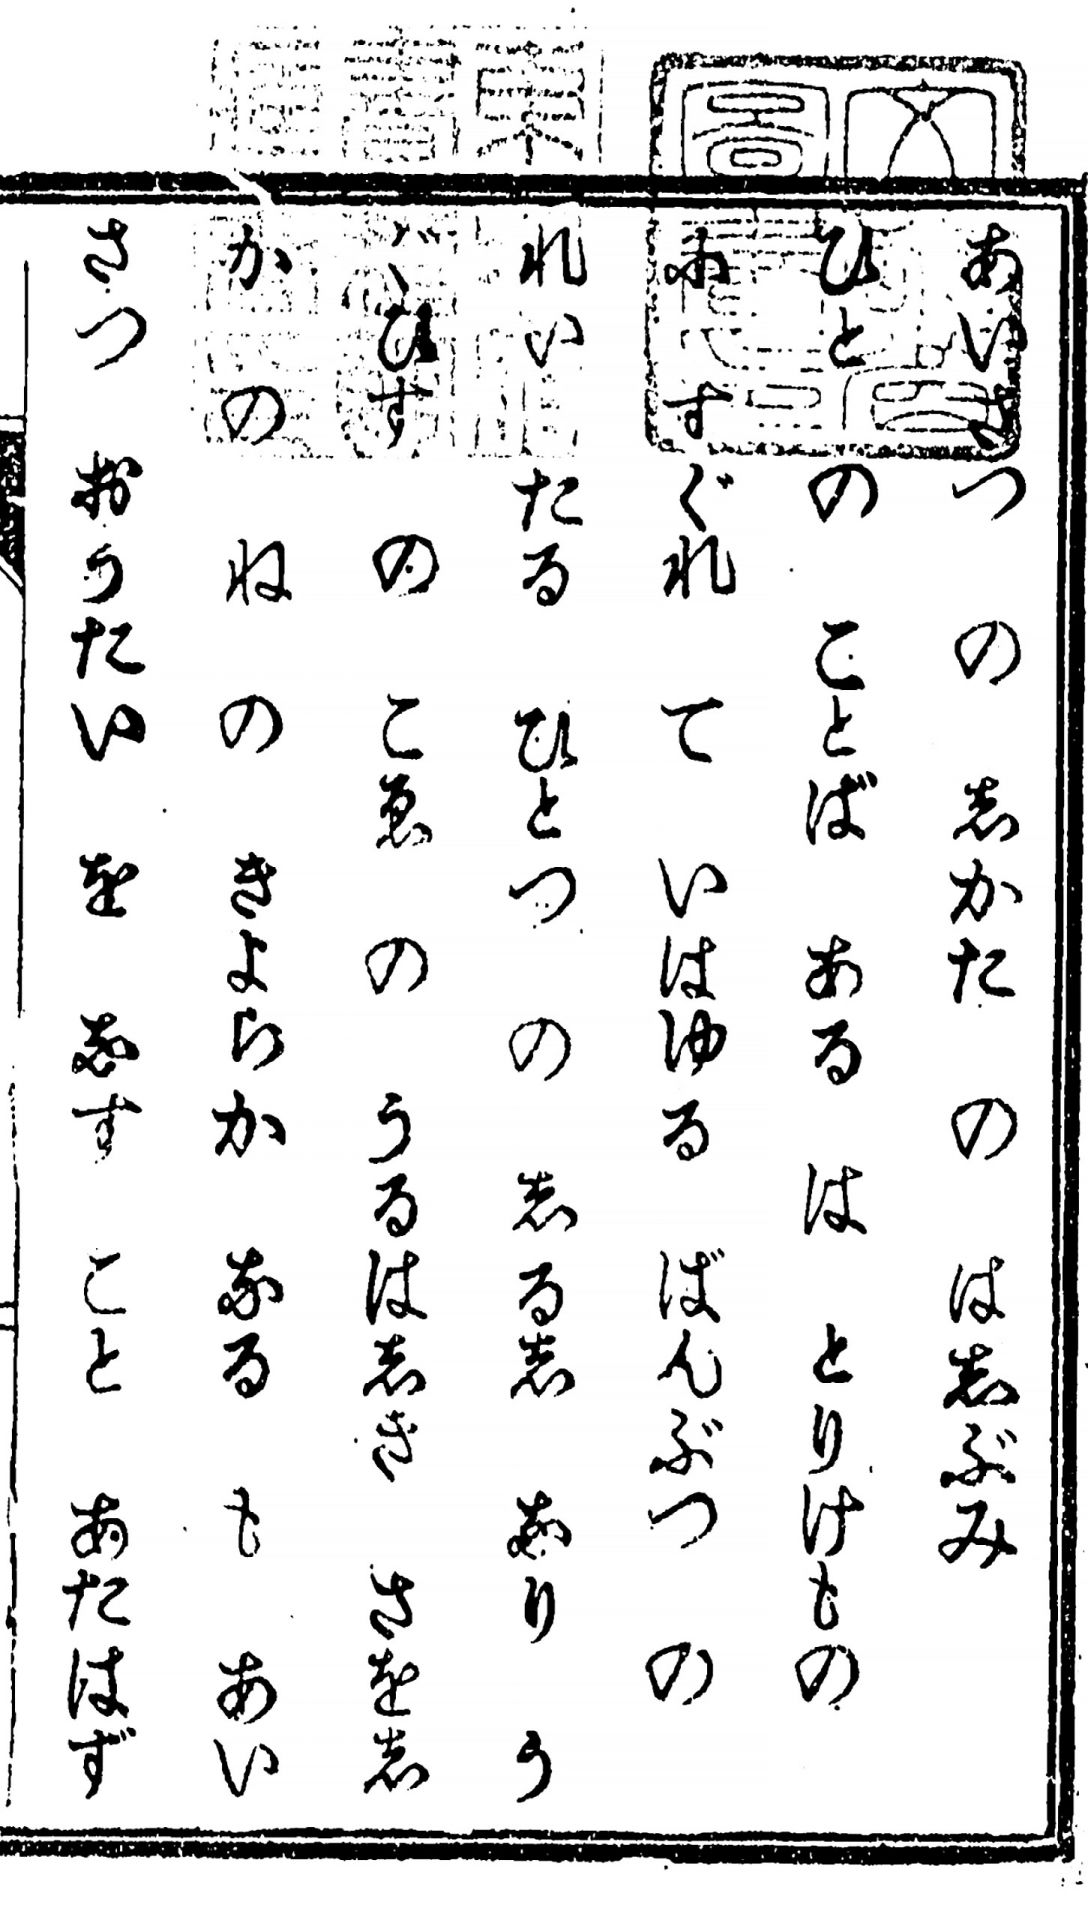 あいさつ の しかた の はしぶみ
ひと の ことば ある は とりけもの
に すぐれ て いはゆる ばんぶつ の
れい たる ひとつ の しるし なり う
ぐひす の こゑ の うるはしき さをし
か の ね の きよらか なる も あい
さつ おうたい を なす こと あたはず